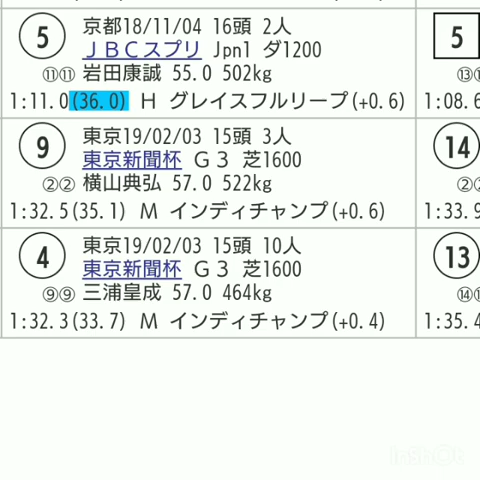 5 京都18/11/04 16頭 2人
ＪＢＣスプリ Jpn1 ダ1200
⑪⑪ 岩田康誠 55.0 502kg
1:11.0(36.0) H グレイスフルリープ(+0.6)
9 東京19/02/03 15頭 3人
東京新聞杯 Ｇ３ 芝1600
②② 横山典弘 57.0 522kg
1:32.5(35.1) M インディチャンプ(+0.6)
4 東京19/02/03 15頭 10人
東京新聞杯 Ｇ３ 芝1600
⑨⑨ 三浦皇成 57.0 464kg
1:32.3(33.7) M インディチャンプ(+0.4)
5
⑬
1:08.6
14
②
1:33.9
13
⑭
1:35.4